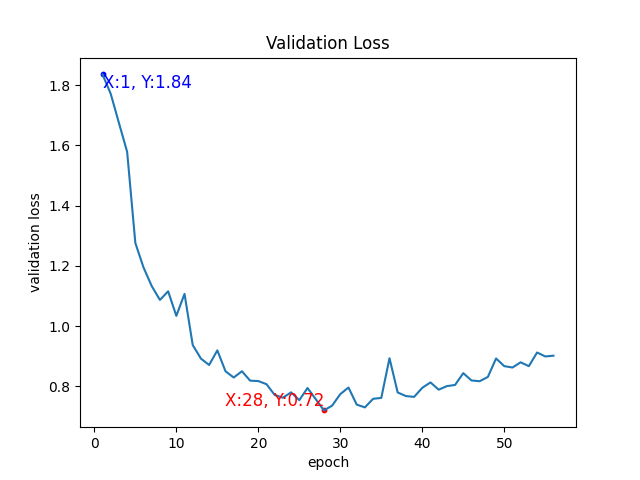 Validation Loss
X:1, Y:1.84
X:28, Y:0.72
validation loss
1.8
1.6
1.4
1.2
1.0
0.8
0
10
20
30
40
50
epoch